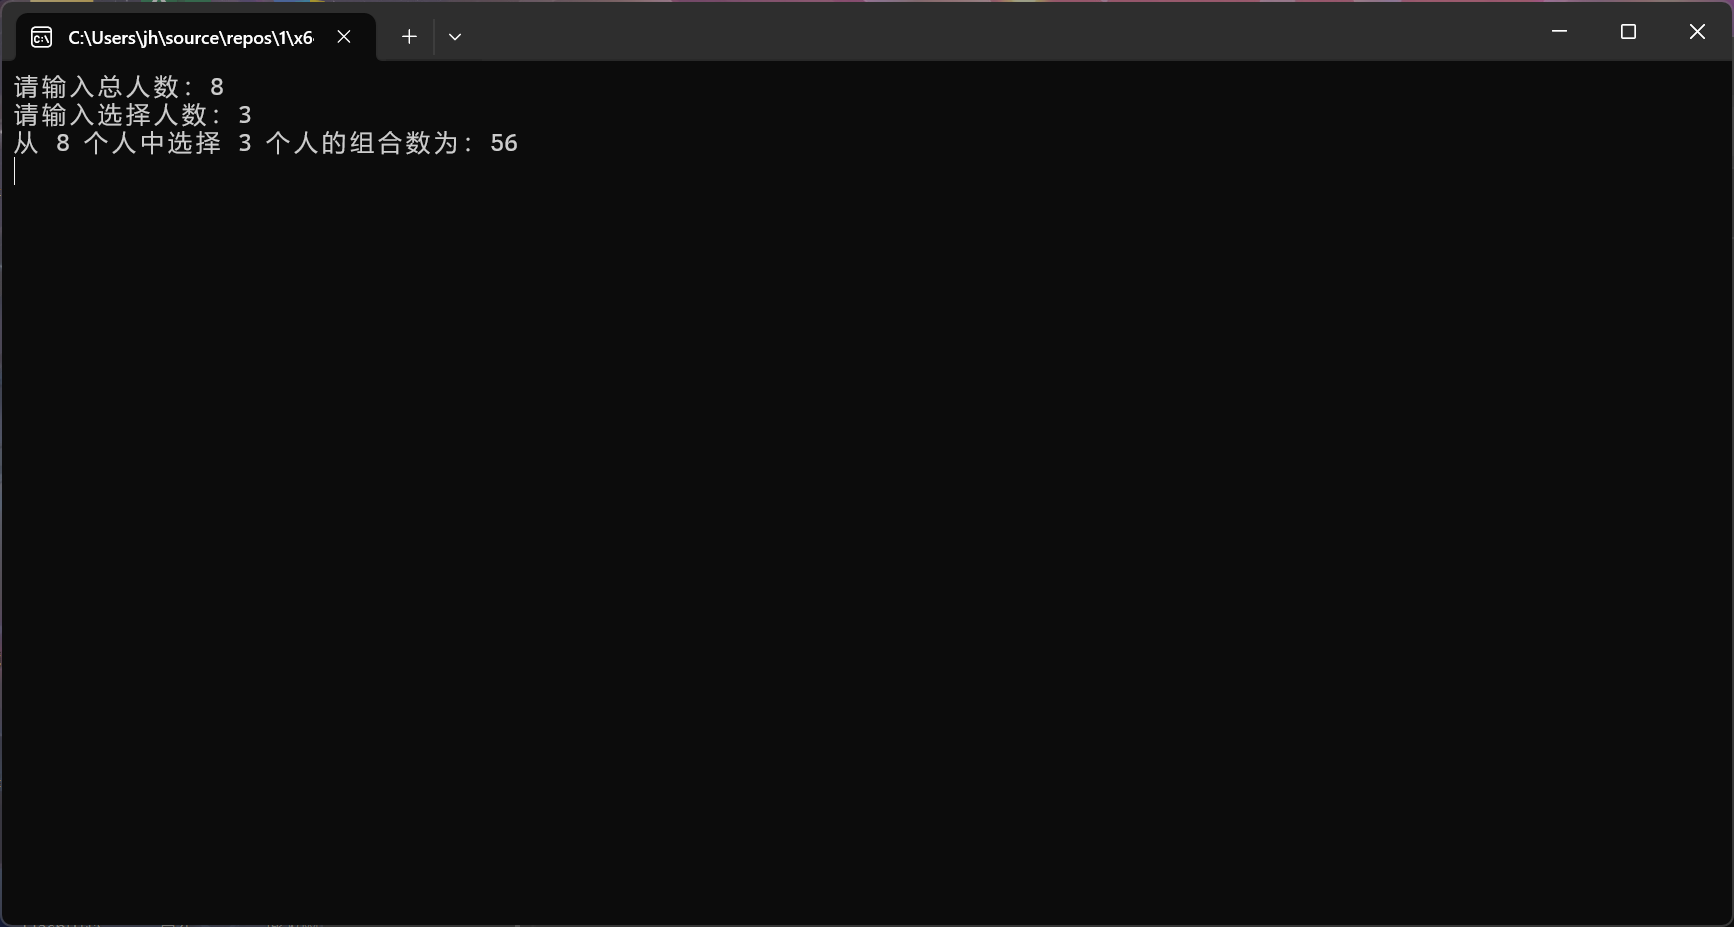 C:\Users\jh\source\repos\1\x6
请输入总人数：8
请输入选择人数：3
从 8 个人中选择 3 个人的组合数为：56